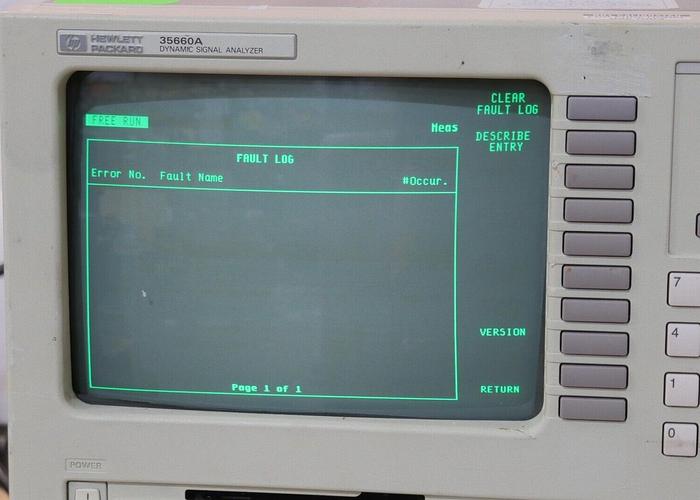 hp HEWLETT PACKARD
35660A
DYNAMIC SIGNAL ANALYZER
CLEAR
FAULT LOG
FREE RUN
Meas
DESCRIBE
ENTRY
FAULT LOG
Error No. Fault Name #Occur.
VERSION
Page 1 of 1
RETURN
7
4
1
0
POWER